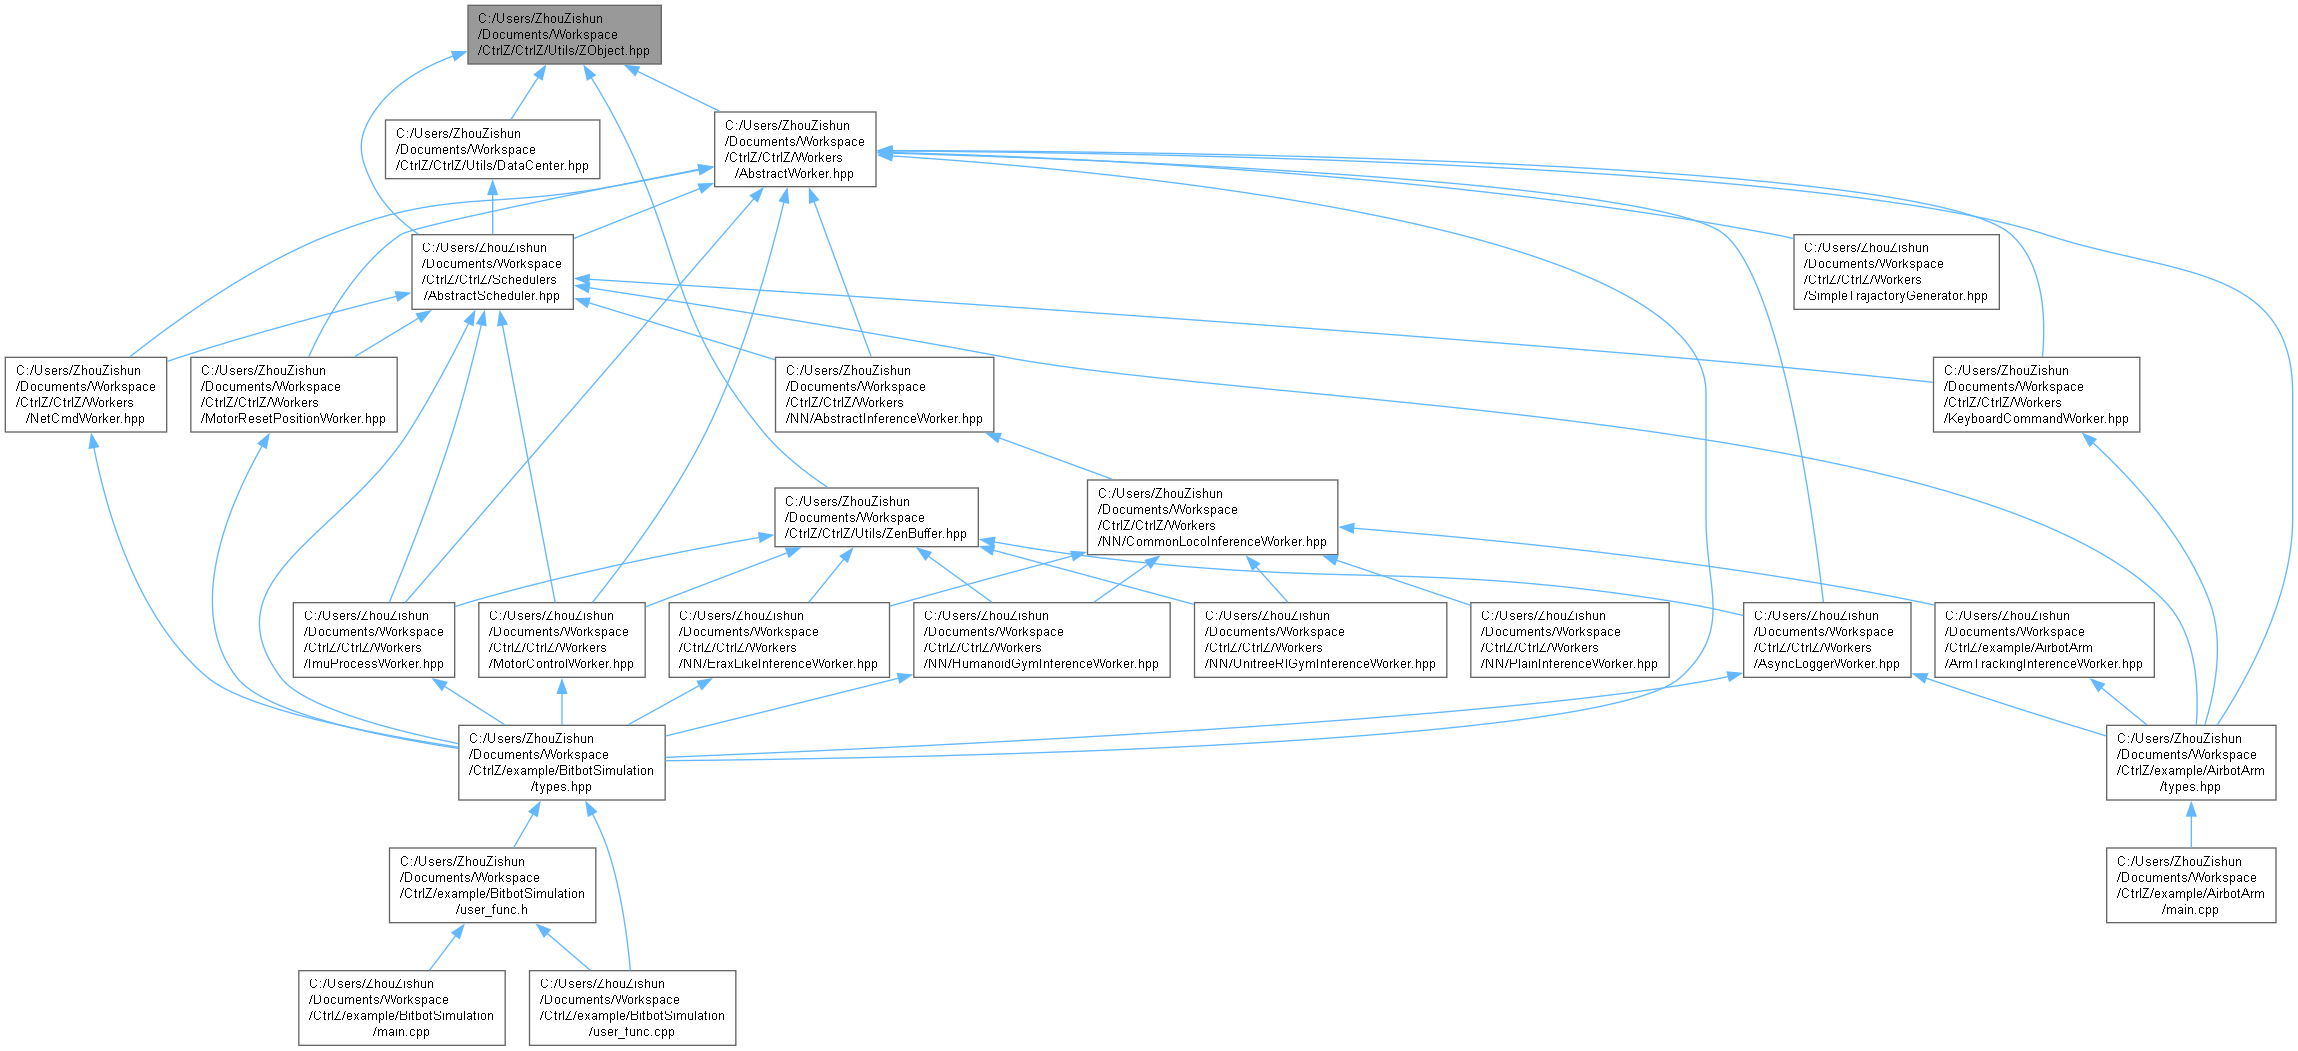 C:/Users/ZhouZishun
/Documents/Workspace
/CtrlZ/CtrlZ/Utils/ZObject.hpp
C:/Users/ZhouZishun
/Documents/Workspace
/CtrlZ/CtrlZ/Utils/DataCenter.hpp
C:/Users/ZhouZishun
/Documents/Workspace
/CtrlZ/CtrlZ/Workers
/AbstractWorker.hpp
C:/Users/ZhouZishun
/Documents/Workspace
/CtrlZ/CtrlZ/Schedulers
/AbstractScheduler.hpp
C:/Users/ZhouZishun
/Documents/Workspace
/CtrlZ/CtrlZ/Workers
/SimpleTrajactoryGenerator.hpp
C:/Users/ZhouZishun
/Documents/Workspace
/CtrlZ/CtrlZ/Workers
/NetCmdWorker.hpp
C:/Users/ZhouZishun
/Documents/Workspace
/CtrlZ/CtrlZ/Workers
/MotorResetPositionWorker.hpp
C:/Users/ZhouZishun
/Documents/Workspace
/CtrlZ/CtrlZ/Workers
/NN/AbstractInferenceWorker.hpp
C:/Users/ZhouZishun
/Documents/Workspace
/CtrlZ/CtrlZ/Workers
/KeyboardCommandWorker.hpp
C:/Users/ZhouZishun
/Documents/Workspace
/CtrlZ/CtrlZ/Utils/ZenBuffer.hpp
C:/Users/ZhouZishun
/Documents/Workspace
/CtrlZ/CtrlZ/Workers
/NN/CommonLocoInferenceWorker.hpp
C:/Users/ZhouZishun
/Documents/Workspace
/CtrlZ/CtrlZ/Workers
/ImuProcessWorker.hpp
C:/Users/ZhouZishun
/Documents/Workspace
/CtrlZ/CtrlZ/Workers
/MotorControlWorker.hpp
C:/Users/ZhouZishun
/Documents/Workspace
/CtrlZ/CtrlZ/Workers
/NN/EraxLikeInferenceWorker.hpp
C:/Users/ZhouZishun
/Documents/Workspace
/CtrlZ/CtrlZ/Workers
/NN/HumanoidGymInferenceWorker.hpp
C:/Users/ZhouZishun
/Documents/Workspace
/CtrlZ/CtrlZ/Workers
/NN/UnitreeRlGymInferenceWorker.hpp
C:/Users/ZhouZishun
/Documents/Workspace
/CtrlZ/CtrlZ/Workers
/NN/PlainInferenceWorker.hpp
C:/Users/ZhouZishun
/Documents/Workspace
/CtrlZ/CtrlZ/Workers
/AsyncLoggerWorker.hpp
C:/Users/ZhouZishun
/Documents/Workspace
/CtrlZ/example/AirbotArm
/ArmTrackingInferenceWorker.hpp
C:/Users/ZhouZishun
/Documents/Workspace
/CtrlZ/example/BitbotSimulation
/types.hpp
C:/Users/ZhouZishun
/Documents/Workspace
/CtrlZ/example/AirbotArm
/types.hpp
C:/Users/ZhouZishun
/Documents/Workspace
/CtrlZ/example/BitbotSimulation
/user_func.h
C:/Users/ZhouZishun
/Documents/Workspace
/CtrlZ/example/AirbotArm
/main.cpp
C:/Users/ZhouZishun
/Documents/Workspace
/CtrlZ/example/BitbotSimulation
/main.cpp
C:/Users/ZhouZishun
/Documents/Workspace
/CtrlZ/example/BitbotSimulation
/user_func.cpp